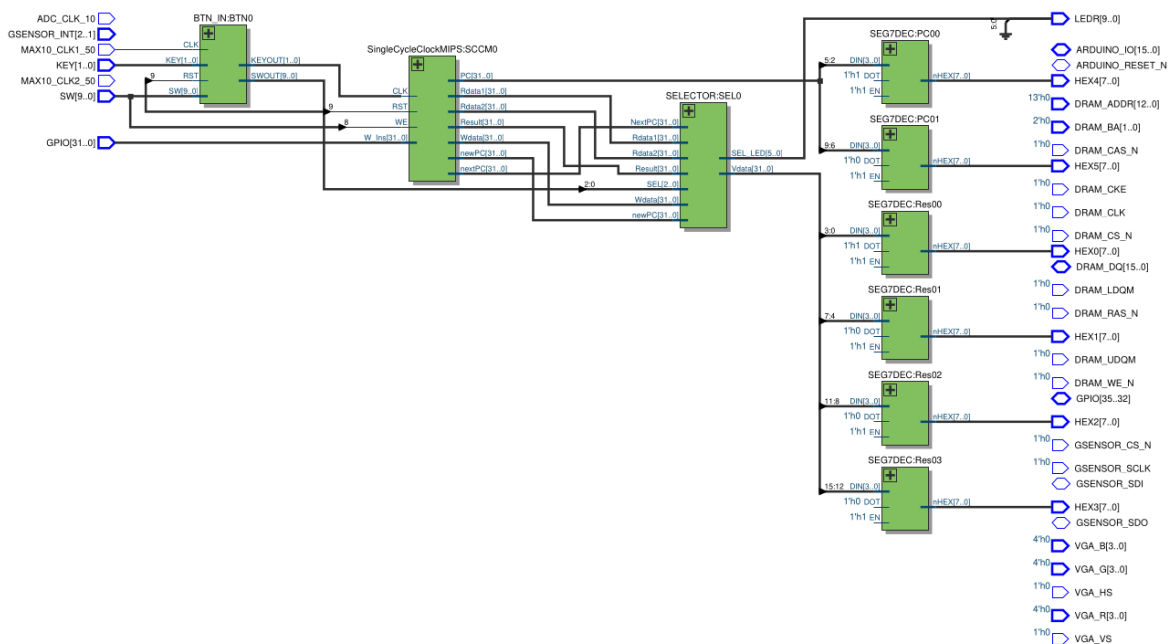 ADC_CLK_10
GSENSOR_INT[2..1]
MAX10_CLK1_50
KEY[1..0]
MAX10_CLK2_50
SW[9..0]
GPIO[31..0]
BTN_IN:BTN0
CLK
KEY[1..0]
9
RST
SW[9..0]
KEYOUT[1..0]
SWOUT[9..0]
9
8
SingleCycleClockMIPS:SCCM0
CLK
RST
WE
W_Ins[31..0]
PC[31..0]
Rdata1[31..0]
Rdata2[31..0]
Result[31..0]
Wdata[31..0]
newPC[31..0]
nextPC[31..0]
2:0
SELECTOR:SEL0
NextPC[31..0]
Rdata1[31..0]
Rdata2[31..0]
Result[31..0]
SEL[2..0]
Wdata[31..0]
newPC[31..0]
SEL_LED[5..0]
Vdata[31..0]
SEG7DEC:PC00
5:2 DIN[3..0]
1'h1 DOT
1'h1 EN
nHEX[7..0]
SEG7DEC:PC01
9:6 DIN[3..0]
1'h0 DOT
1'h1 EN
nHEX[7..0]
SEG7DEC:Res00
3:0 DIN[3..0]
1'h1 DOT
1'h1 EN
nHEX[7..0]
SEG7DEC:Res01
7:4 DIN[3..0]
1'h0 DOT
1'h1 EN
nHEX[7..0]
SEG7DEC:Res02
11:8 DIN[3..0]
1'h0 DOT
1'h1 EN
nHEX[7..0]
SEG7DEC:Res03
15:12 DIN[3..0]
1'h0 DOT
1'h1 EN
nHEX[7..0]
5:0
LEDR[9..0]
ARDUINO_IO[15..0]
ARDUINO_RESET_N
HEX4[7..0]
13'h0 DRAM_ADDR[12..0]
2'h0 DRAM_BA[1..0]
1'h0 DRAM_CAS_N
HEX5[7..0]
1'h0 DRAM_CKE
1'h0 DRAM_CLK
1'h0 DRAM_CS_N
HEX0[7..0]
DRAM_DQ[15..0]
1'h0 DRAM_LDQM
1'h0 DRAM_RAS_N
HEX1[7..0]
1'h0 DRAM_UDQM
1'h0 DRAM_WE_N
GPIO[35..32]
HEX2[7..0]
1'h0 GSENSOR_CS_N
1'h0 GSENSOR_SCLK
GSENSOR_SDI
HEX3[7..0]
GSENSOR_SDO
4'h0 VGA_B[3..0]
4'h0 VGA_G[3..0]
1'h0 VGA_HS
4'h0 VGA_R[3..0]
1'h0 VGA_VS